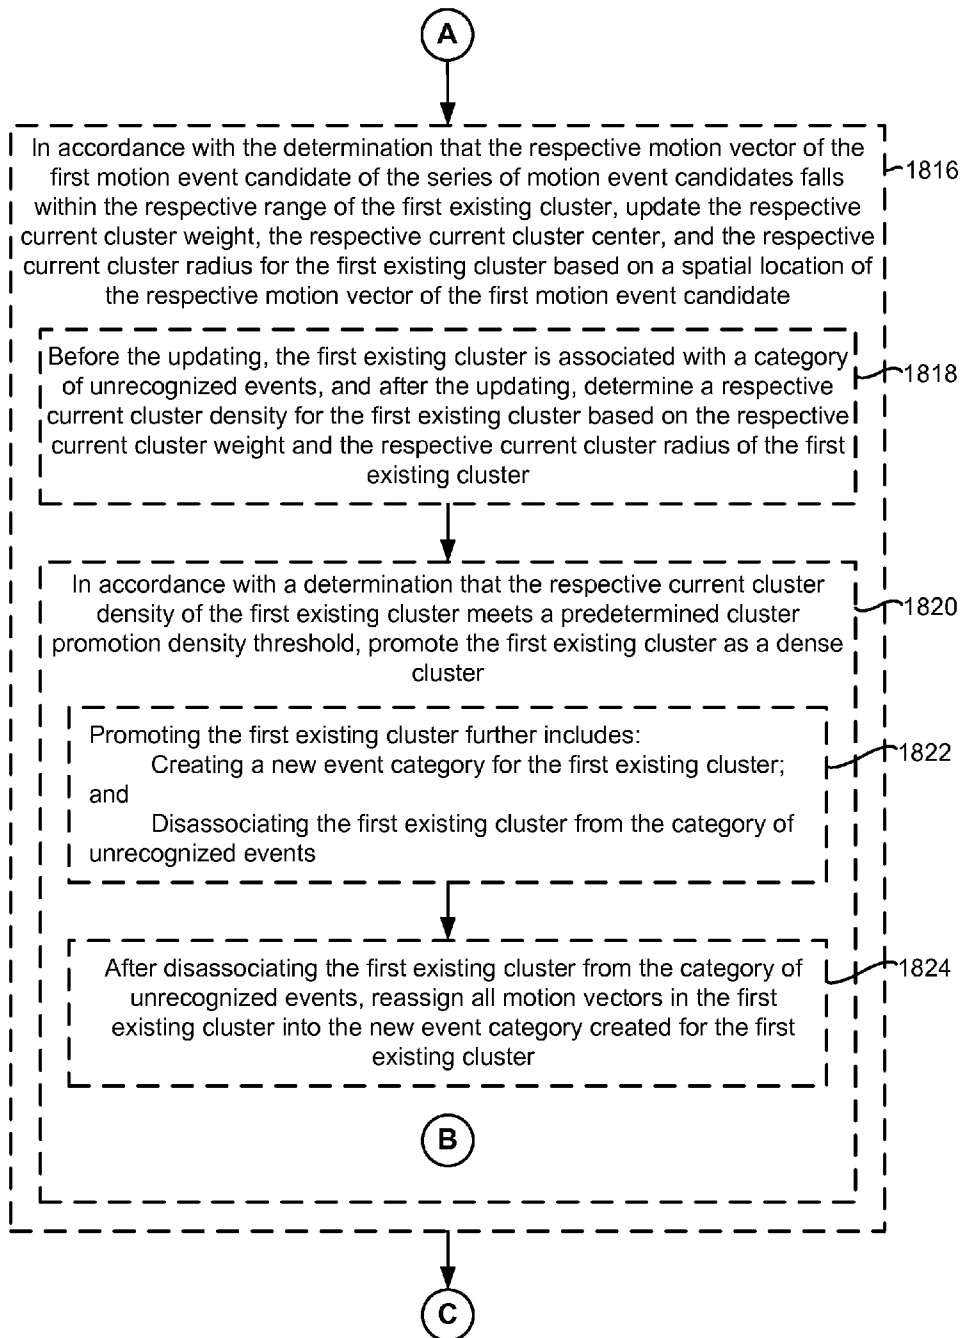 A
In accordance with the determination that the respective motion vector of the
first motion event candidate of the series of motion event candidates falls
within the respective range of the first existing cluster, update the respective
current cluster weight, the respective current cluster center, and the respective
current cluster radius for the first existing cluster based on a spatial location of
the respective motion vector of the first motion event candidate
1816
Before the updating, the first existing cluster is associated with a category
of unrecognized events, and after the updating, determine a respective
current cluster density for the first existing cluster based on the respective
current cluster weight and the respective current cluster radius of the first
existing cluster
1818
In accordance with a determination that the respective current cluster
density of the first existing cluster meets a predetermined cluster
promotion density threshold, promote the first existing cluster as a dense
cluster
1820
Promoting the first existing cluster further includes:
Creating a new event category for the first existing cluster;
and
Disassociating the first existing cluster from the category of
unrecognized events
1822
After disassociating the first existing cluster from the category of
unrecognized events, reassign all motion vectors in the first
existing cluster into the new event category created for the first
existing cluster
1824
B
C